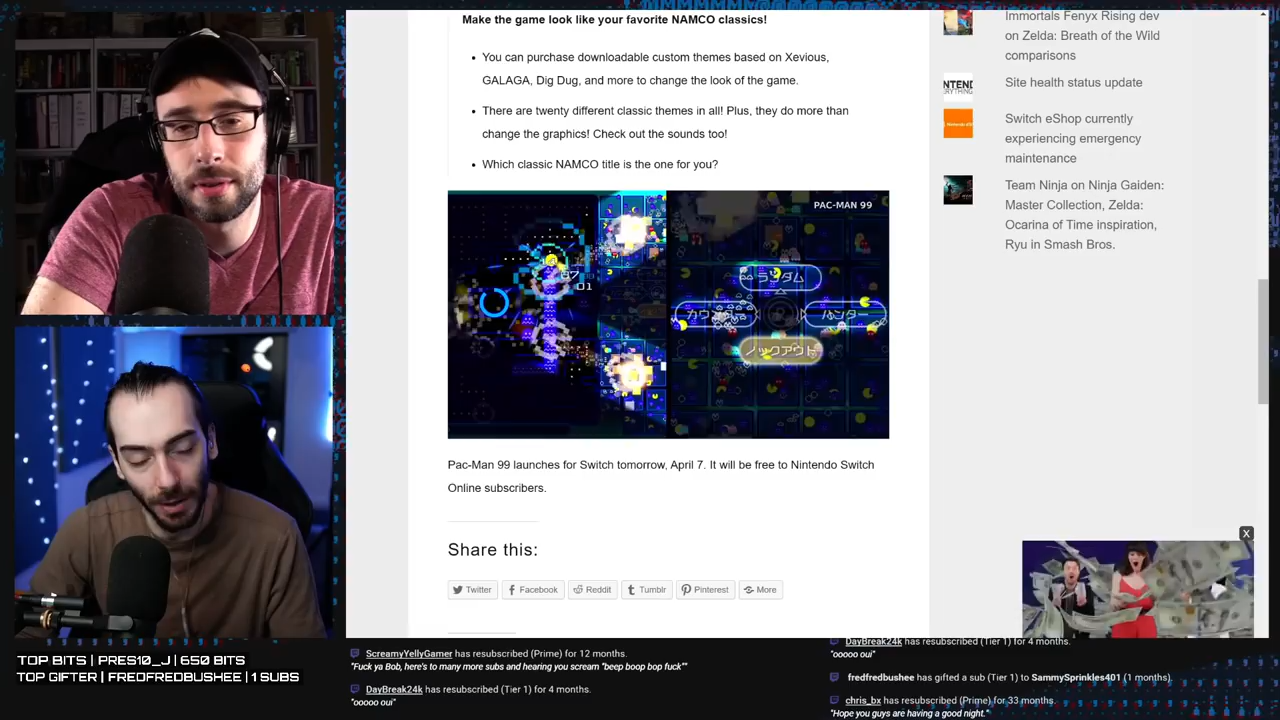 Make the game look like your favorite NAMCO classics!
You can purchase downloadable custom themes based on Xevious,
GALAGA, Dig Dug, and more to change the look of the game.
There are twenty different classic themes in all! Plus, they do more than
change the graphics! Check out the sounds too!
Which classic NAMCO title is the one for you?
PAC-MAN 99
67
01
ランダム
カウンター
ハンター
ノックアウト
Pac-Man 99 launches for Switch tomorrow, April 7. It will be free to Nintendo Switch
Online subscribers.
Share this:
Twitter
Facebook
Reddit
Tumblr
Pinterest
More
Immortals Fenyx Rising dev
on Zelda: Breath of the Wild
comparisons
Site health status update
Switch eShop currently
experiencing emergency
maintenance
Team Ninja on Ninja Gaiden:
Master Collection, Zelda:
Ocarina of Time inspiration,
Ryu in Smash Bros.
X
TOP BITS | PRES10_J | 650 BITS
TOP GIFTER | FREDFREDBUSHEE | 1 SUBS
ScreamyYellyGamer has resubscribed (Prime) for 12 months.
"Fuck ya Bob, here's to many more subs and hearing you scream "beep boop bop fuck""
DayBreak24k has resubscribed (Tier 1) for 4 months.
"ooooo oui"
DayBreak24k has resubscribed (Tier 1) for 4 months.
"ooooo oui"
fredfredbushee has gifted a sub (Tier 1) to SammySprinkles401 (1 months).
chris_bx has resubscribed (Prime) for 33 months.
"Hope you guys are having a good night."